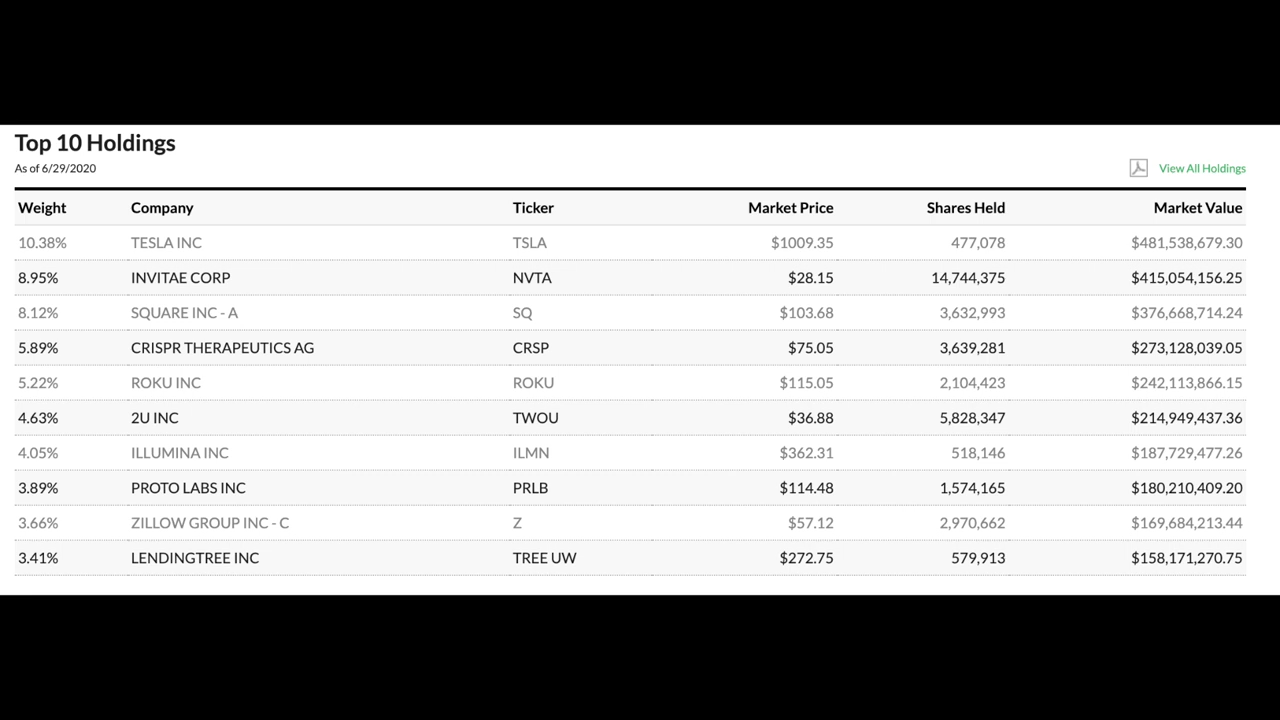 Top 10 Holdings
As of 6/29/2020
View All Holdings
Weight Company Ticker Market Price Shares Held Market Value
10.38% TESLA INC TSLA $1009.35 477,078 $481,538,679.30
8.95% INVITAE CORP NVTA $28.15 14,744,375 $415,054,156.25
8.12% SQUARE INC - A SQ $103.68 3,632,993 $376,668,714.24
5.89% CRISPR THERAPEUTICS AG CRSP $75.05 3,639,281 $273,128,039.05
5.22% ROKU INC ROKU $115.05 2,104,423 $242,113,866.15
4.63% 2U INC TWOU $36.88 5,828,347 $214,949,437.36
4.05% ILLUMINA INC ILMN $362.31 518,146 $187,729,477.26
3.89% PROTO LABS INC PRLB $114.48 1,574,165 $180,210,409.20
3.66% ZILLOW GROUP INC - C Z $57.12 2,970,662 $169,684,213.44
3.41% LENDINGTREE INC TREE UW $272.75 579,913 $158,171,270.75